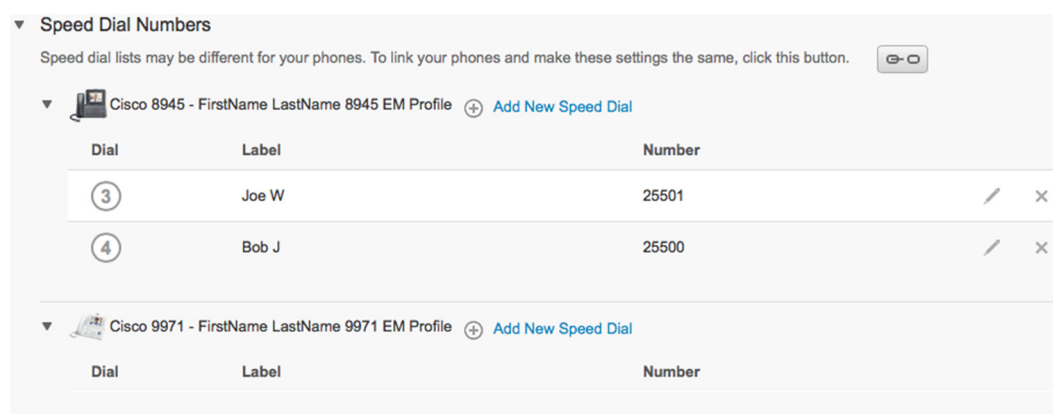 Speed Dial Numbers
Speed dial lists may be different for your phones. To link your phones and make these settings the same, click this button.
Cisco 8945 - FirstName LastName 8945 EM Profile Add New Speed Dial
Dial Label Number
3 Joe W 25501
4 Bob J 25500
Cisco 9971 - FirstName LastName 9971 EM Profile Add New Speed Dial
Dial Label Number